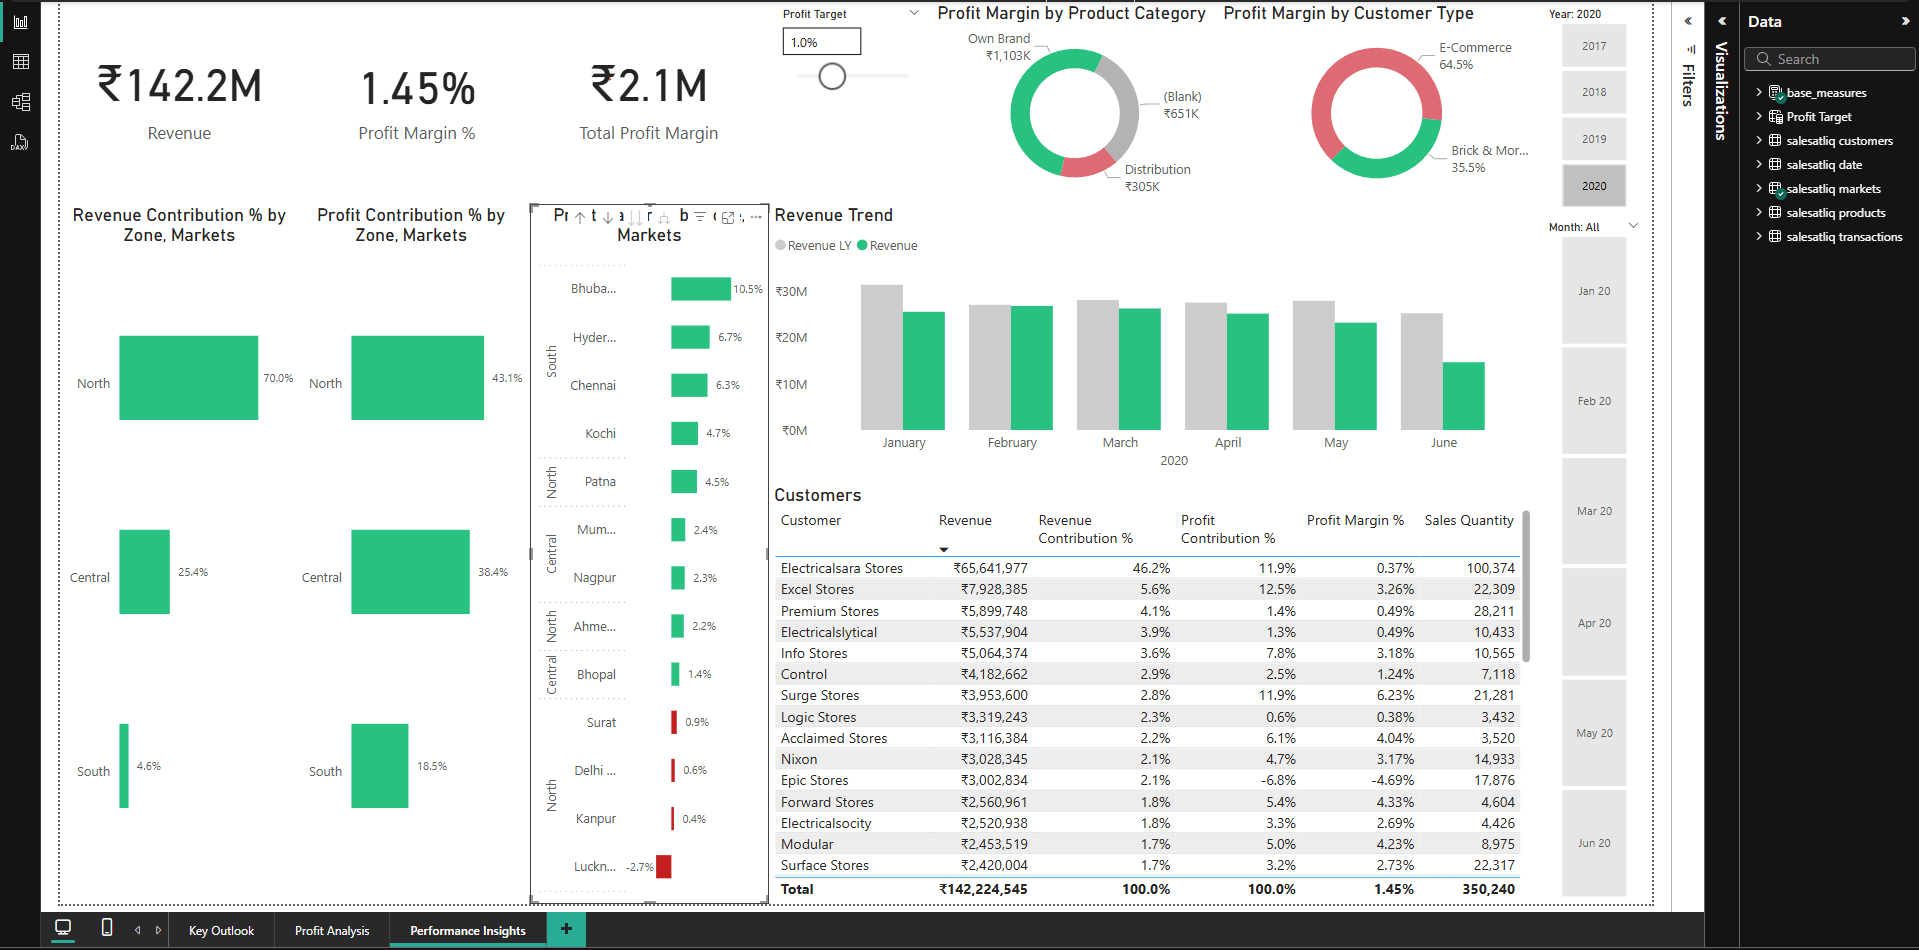 ₹142.2M
Revenue
1.45%
Profit Margin %
₹2.1M
Total Profit Margin
Profit Target
1.0%
Profit Margin by Product Category
Own Brand
₹1,103K
(Blank)
₹651K
Distribution
₹305K
Profit Margin by Customer Type
E-Commerce
64.5%
Brick & Mor...
35.5%
Year: 2020
2017
2018
2019
2020
Month: All
Jan 20
Feb 20
Mar 20
Apr 20
May 20
Jun 20
Revenue Contribution % by
Zone, Markets
North
70.0%
Central
25.4%
South
4.6%
Profit Contribution % by
Zone, Markets
North
43.1%
Central
38.4%
South
18.5%
Markets
South
Bhuba...
10.5%
Hyder...
6.7%
Chennai
6.3%
Kochi
4.7%
North
Patna
4.5%
Central
Mum...
2.4%
Nagpur
2.3%
North
Ahme...
2.2%
Central
Bhopal
1.4%
North
Surat
0.9%
Delhi ...
0.6%
Kanpur
0.4%
Luckn...
-2.7%
Revenue Trend
Revenue LY
Revenue
₹30M
₹20M
₹10M
₹0M
January February March April May June
2020
Customers
Customer Revenue Revenue Contribution % Profit Contribution % Profit Margin % Sales Quantity
Electricalsara Stores ₹65,641,977 46.2% 11.9% 0.37% 100,374
Excel Stores ₹7,928,385 5.6% 12.5% 3.26% 22,309
Premium Stores ₹5,899,748 4.1% 1.4% 0.49% 28,211
Electricalslytical ₹5,537,904 3.9% 1.3% 0.49% 10,433
Info Stores ₹5,064,374 3.6% 7.8% 3.18% 10,565
Control ₹4,182,662 2.9% 2.5% 1.24% 7,118
Surge Stores ₹3,953,600 2.8% 11.9% 6.23% 21,281
Logic Stores ₹3,319,243 2.3% 0.6% 0.38% 3,432
Acclaimed Stores ₹3,116,384 2.2% 6.1% 4.04% 3,520
Nixon ₹3,028,345 2.1% 4.7% 3.17% 14,933
Epic Stores ₹3,002,834 2.1% -6.8% -4.69% 17,876
Forward Stores ₹2,560,961 1.8% 5.4% 4.33% 4,604
Electricalsocity ₹2,520,938 1.8% 3.3% 2.69% 4,426
Modular ₹2,453,519 1.7% 5.0% 4.23% 8,975
Surface Stores ₹2,420,004 1.7% 3.2% 2.73% 22,317
Total ₹142,224,545 100.0% 100.0% 1.45% 350,240
Filters
Visualizations
Data
Search
base_measures
Profit Target
salesatliq customers
salesatliq date
salesatliq markets
salesatliq products
salesatliq transactions
DAX
Key Outlook
Profit Analysis
Performance Insights